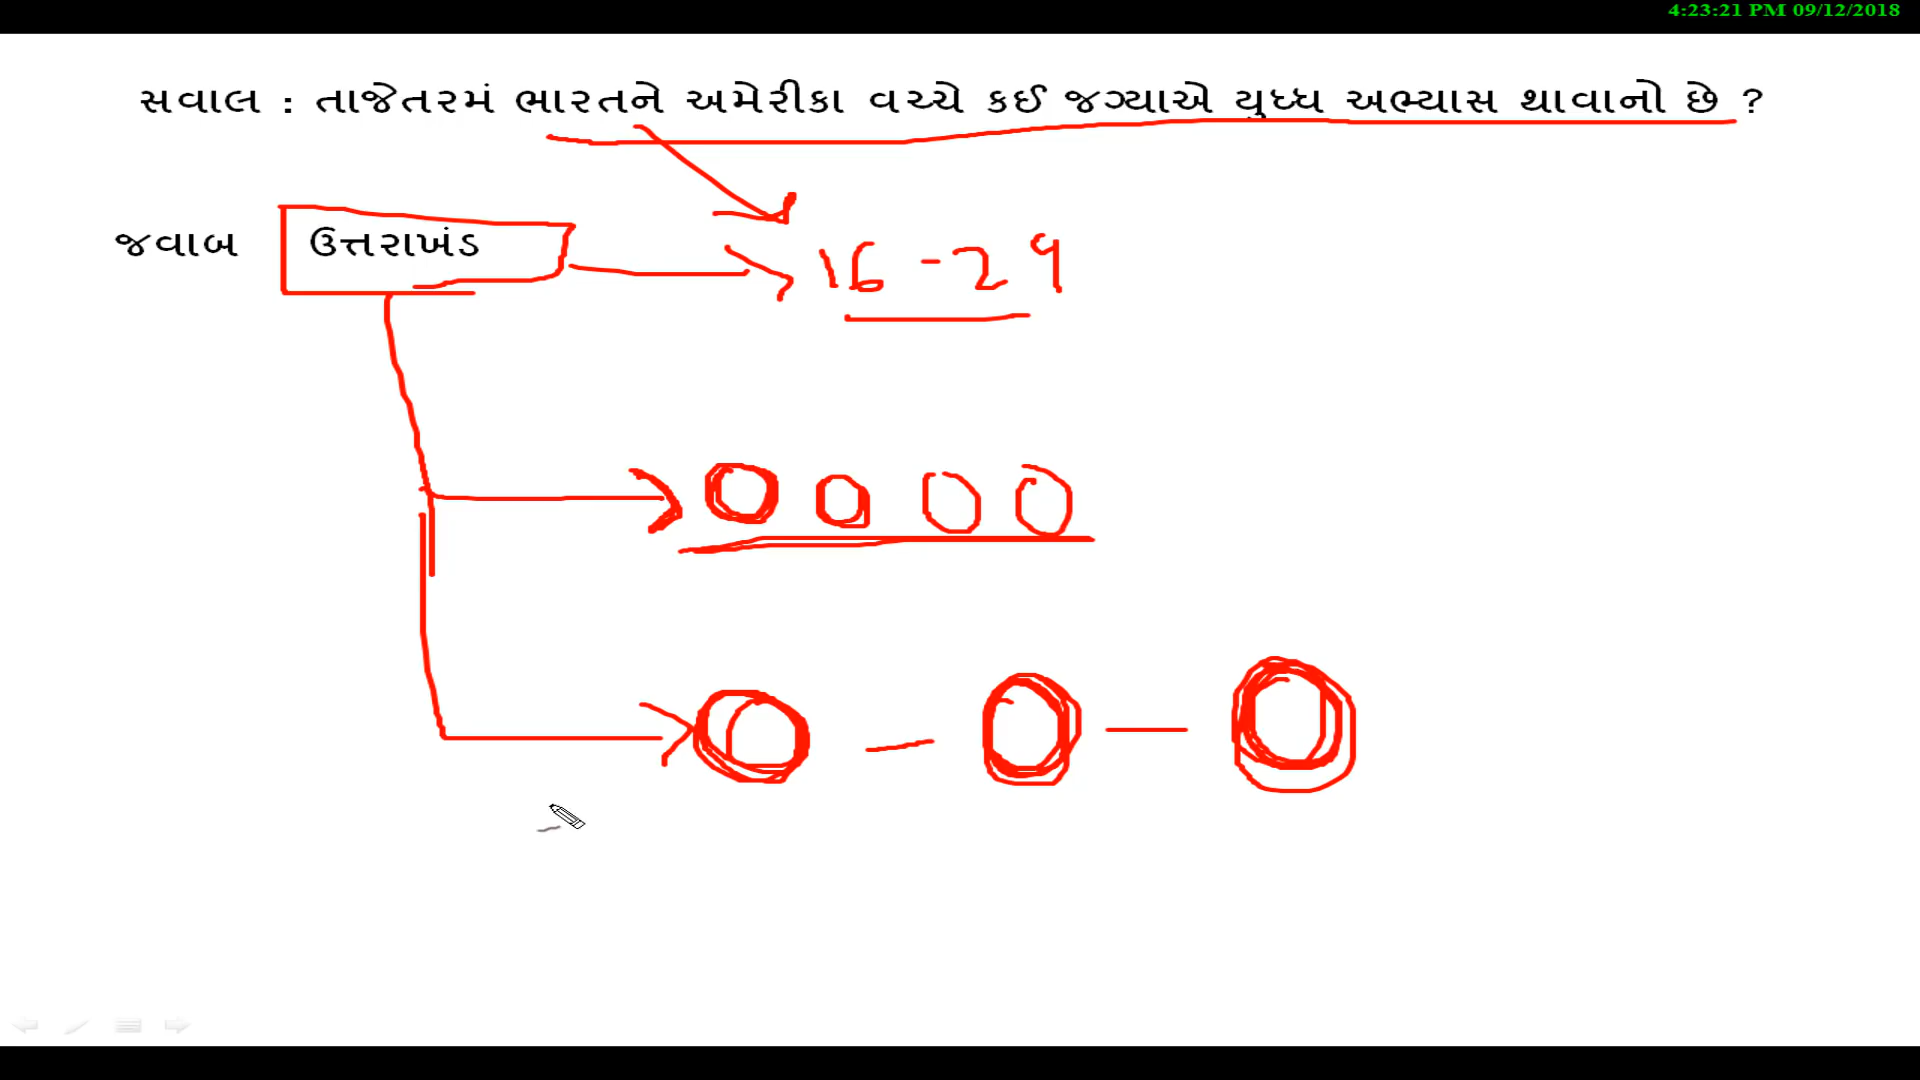 4:23:21 PM 09/12/2018
સવાલ : તાજેતરમં ભારતને અમેરીકા વચ્ચે કઈ જગ્યાએ યુધ્ધ અભ્યાસ થાવાનો છે ?
જવાબ ઉત્તરાખંડ
16 - 29